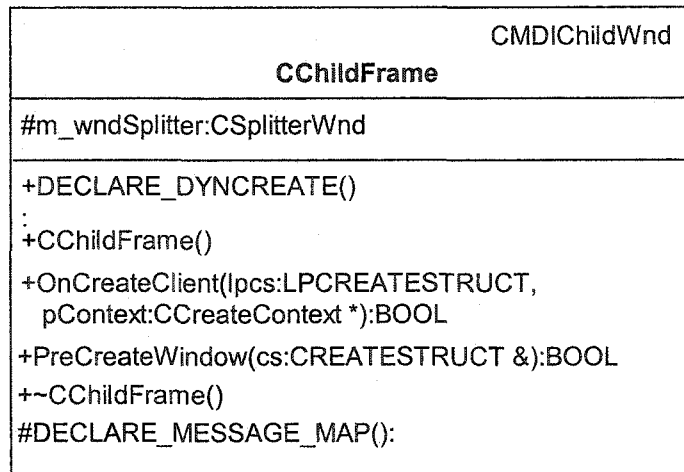 CMDIChildWnd
CChildFrame
#m_wndSplitter:CSplitterWnd
+DECLARE_DYNCREATE()
:
+CChildFrame()
+OnCreateClient(lpcs:LPCREATESTRUCT,
pContext:CCreateContext *):BOOL
+PreCreateWindow(cs:CREATESTRUCT &):BOOL
+~CChildFrame()
#DECLARE_MESSAGE_MAP():